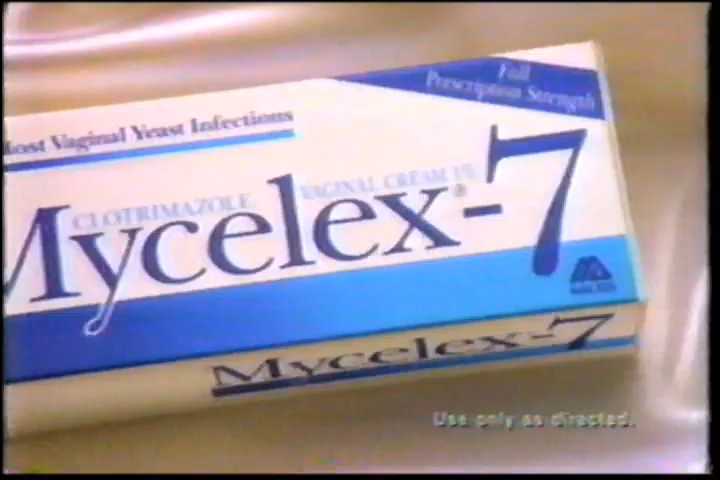 Full
Prescription Strength
Most Vaginal Yeast Infections
CLOTRIMAZOLE VAGINAL CREAM 1%
Mycelex®-7
Mycelex-7
Use only as directed.